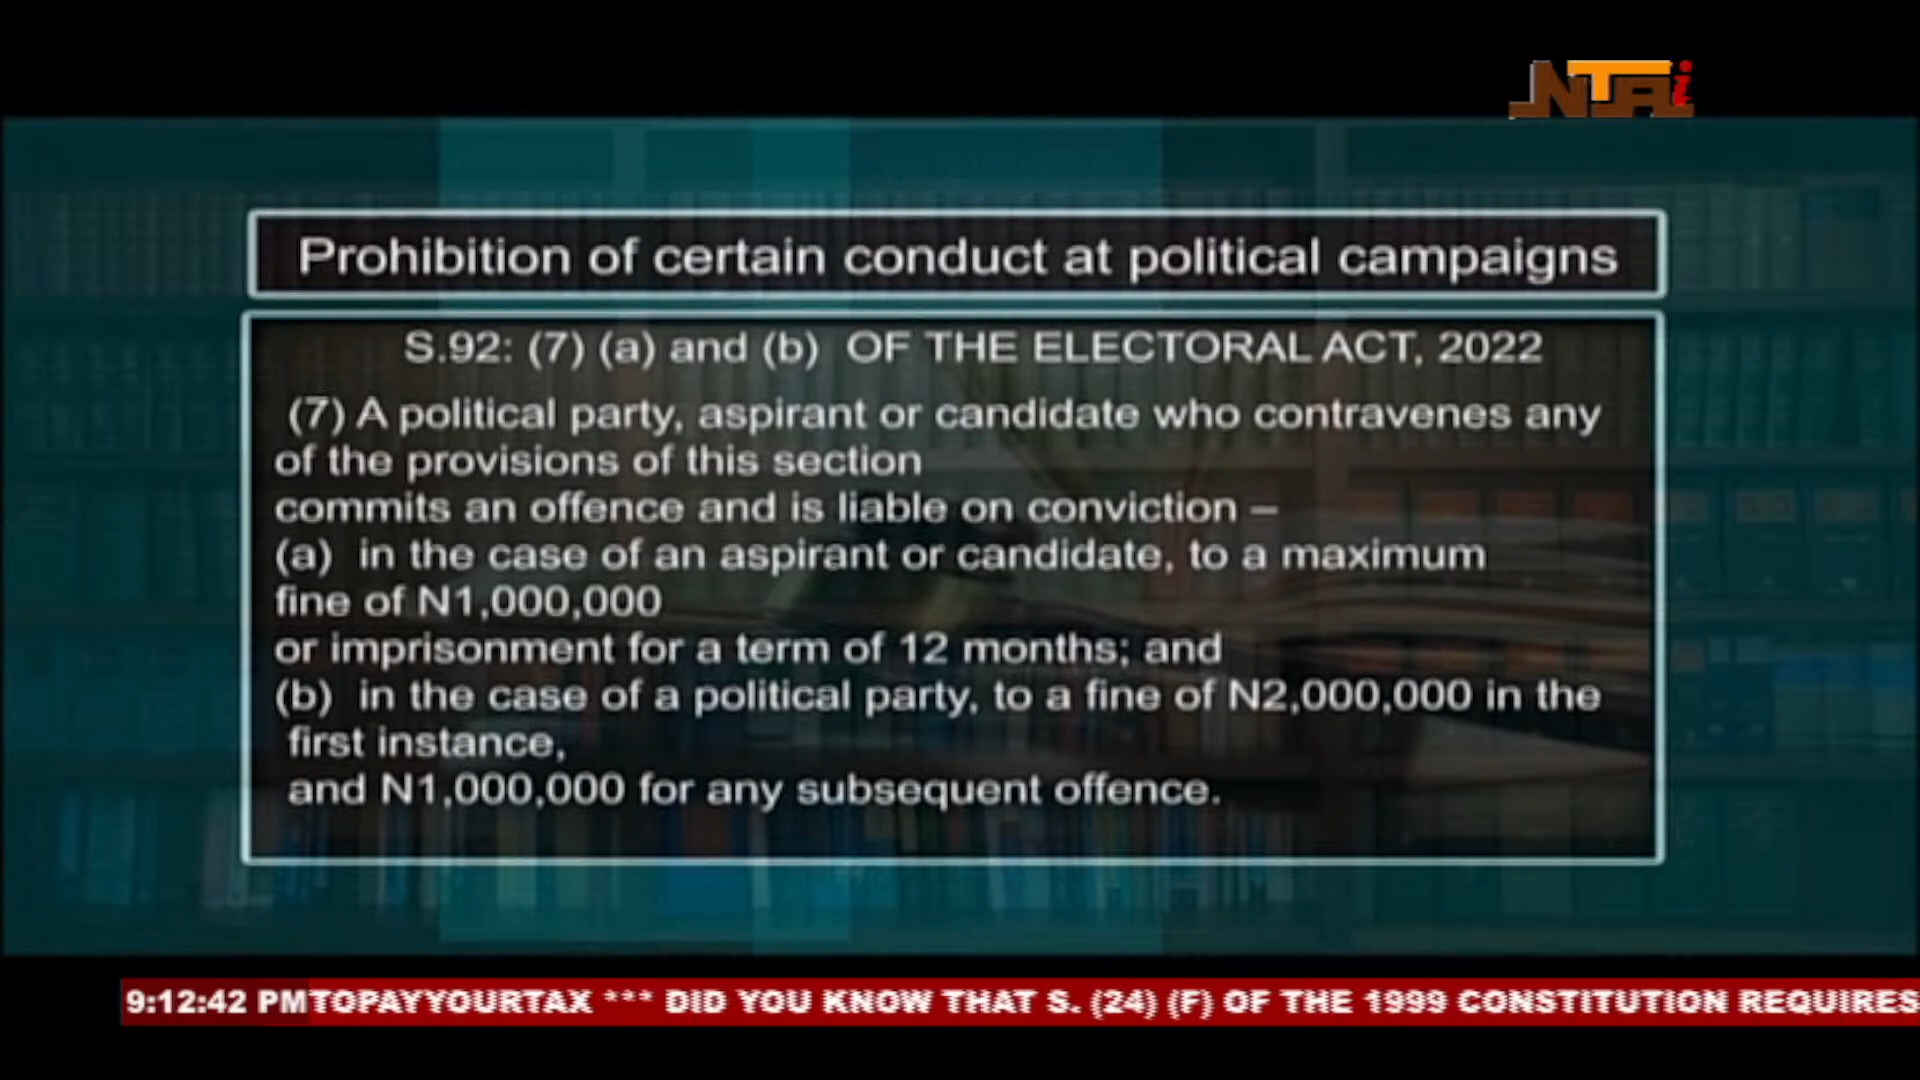 NTAi
Prohibition of certain conduct at political campaigns
S.92: (7) (a) and (b) OF THE ELECTORAL ACT, 2022
(7) A political party, aspirant or candidate who contravenes any
of the provisions of this section
commits an offence and is liable on conviction –
(a) in the case of an aspirant or candidate, to a maximum
fine of N1,000,000
or imprisonment for a term of 12 months; and
(b) in the case of a political party, to a fine of N2,000,000 in the
first instance,
and N1,000,000 for any subsequent offence.
9:12:42 PM TOPAYYOURTAX *** DID YOU KNOW THAT S. (24) (F) OF THE 1999 CONSTITUTION REQUIRES